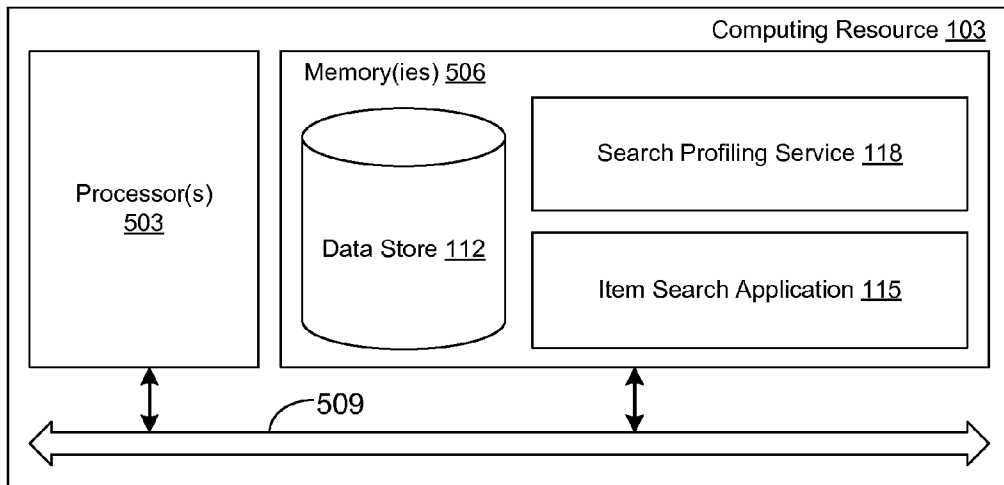 Computing Resource 103
Memory(ies) 506
Processor(s)
503
Data Store 112
Search Profiling Service 118
Item Search Application 115
509